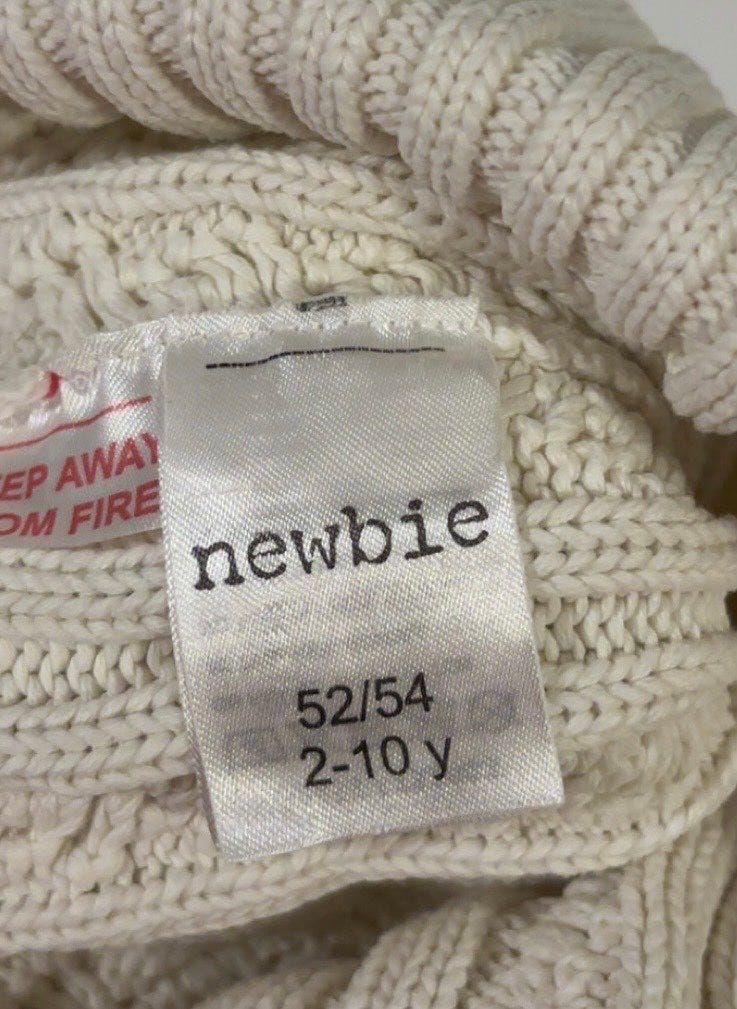 EP AWAY
OM FIRE
newbie
52/54
2-10 y